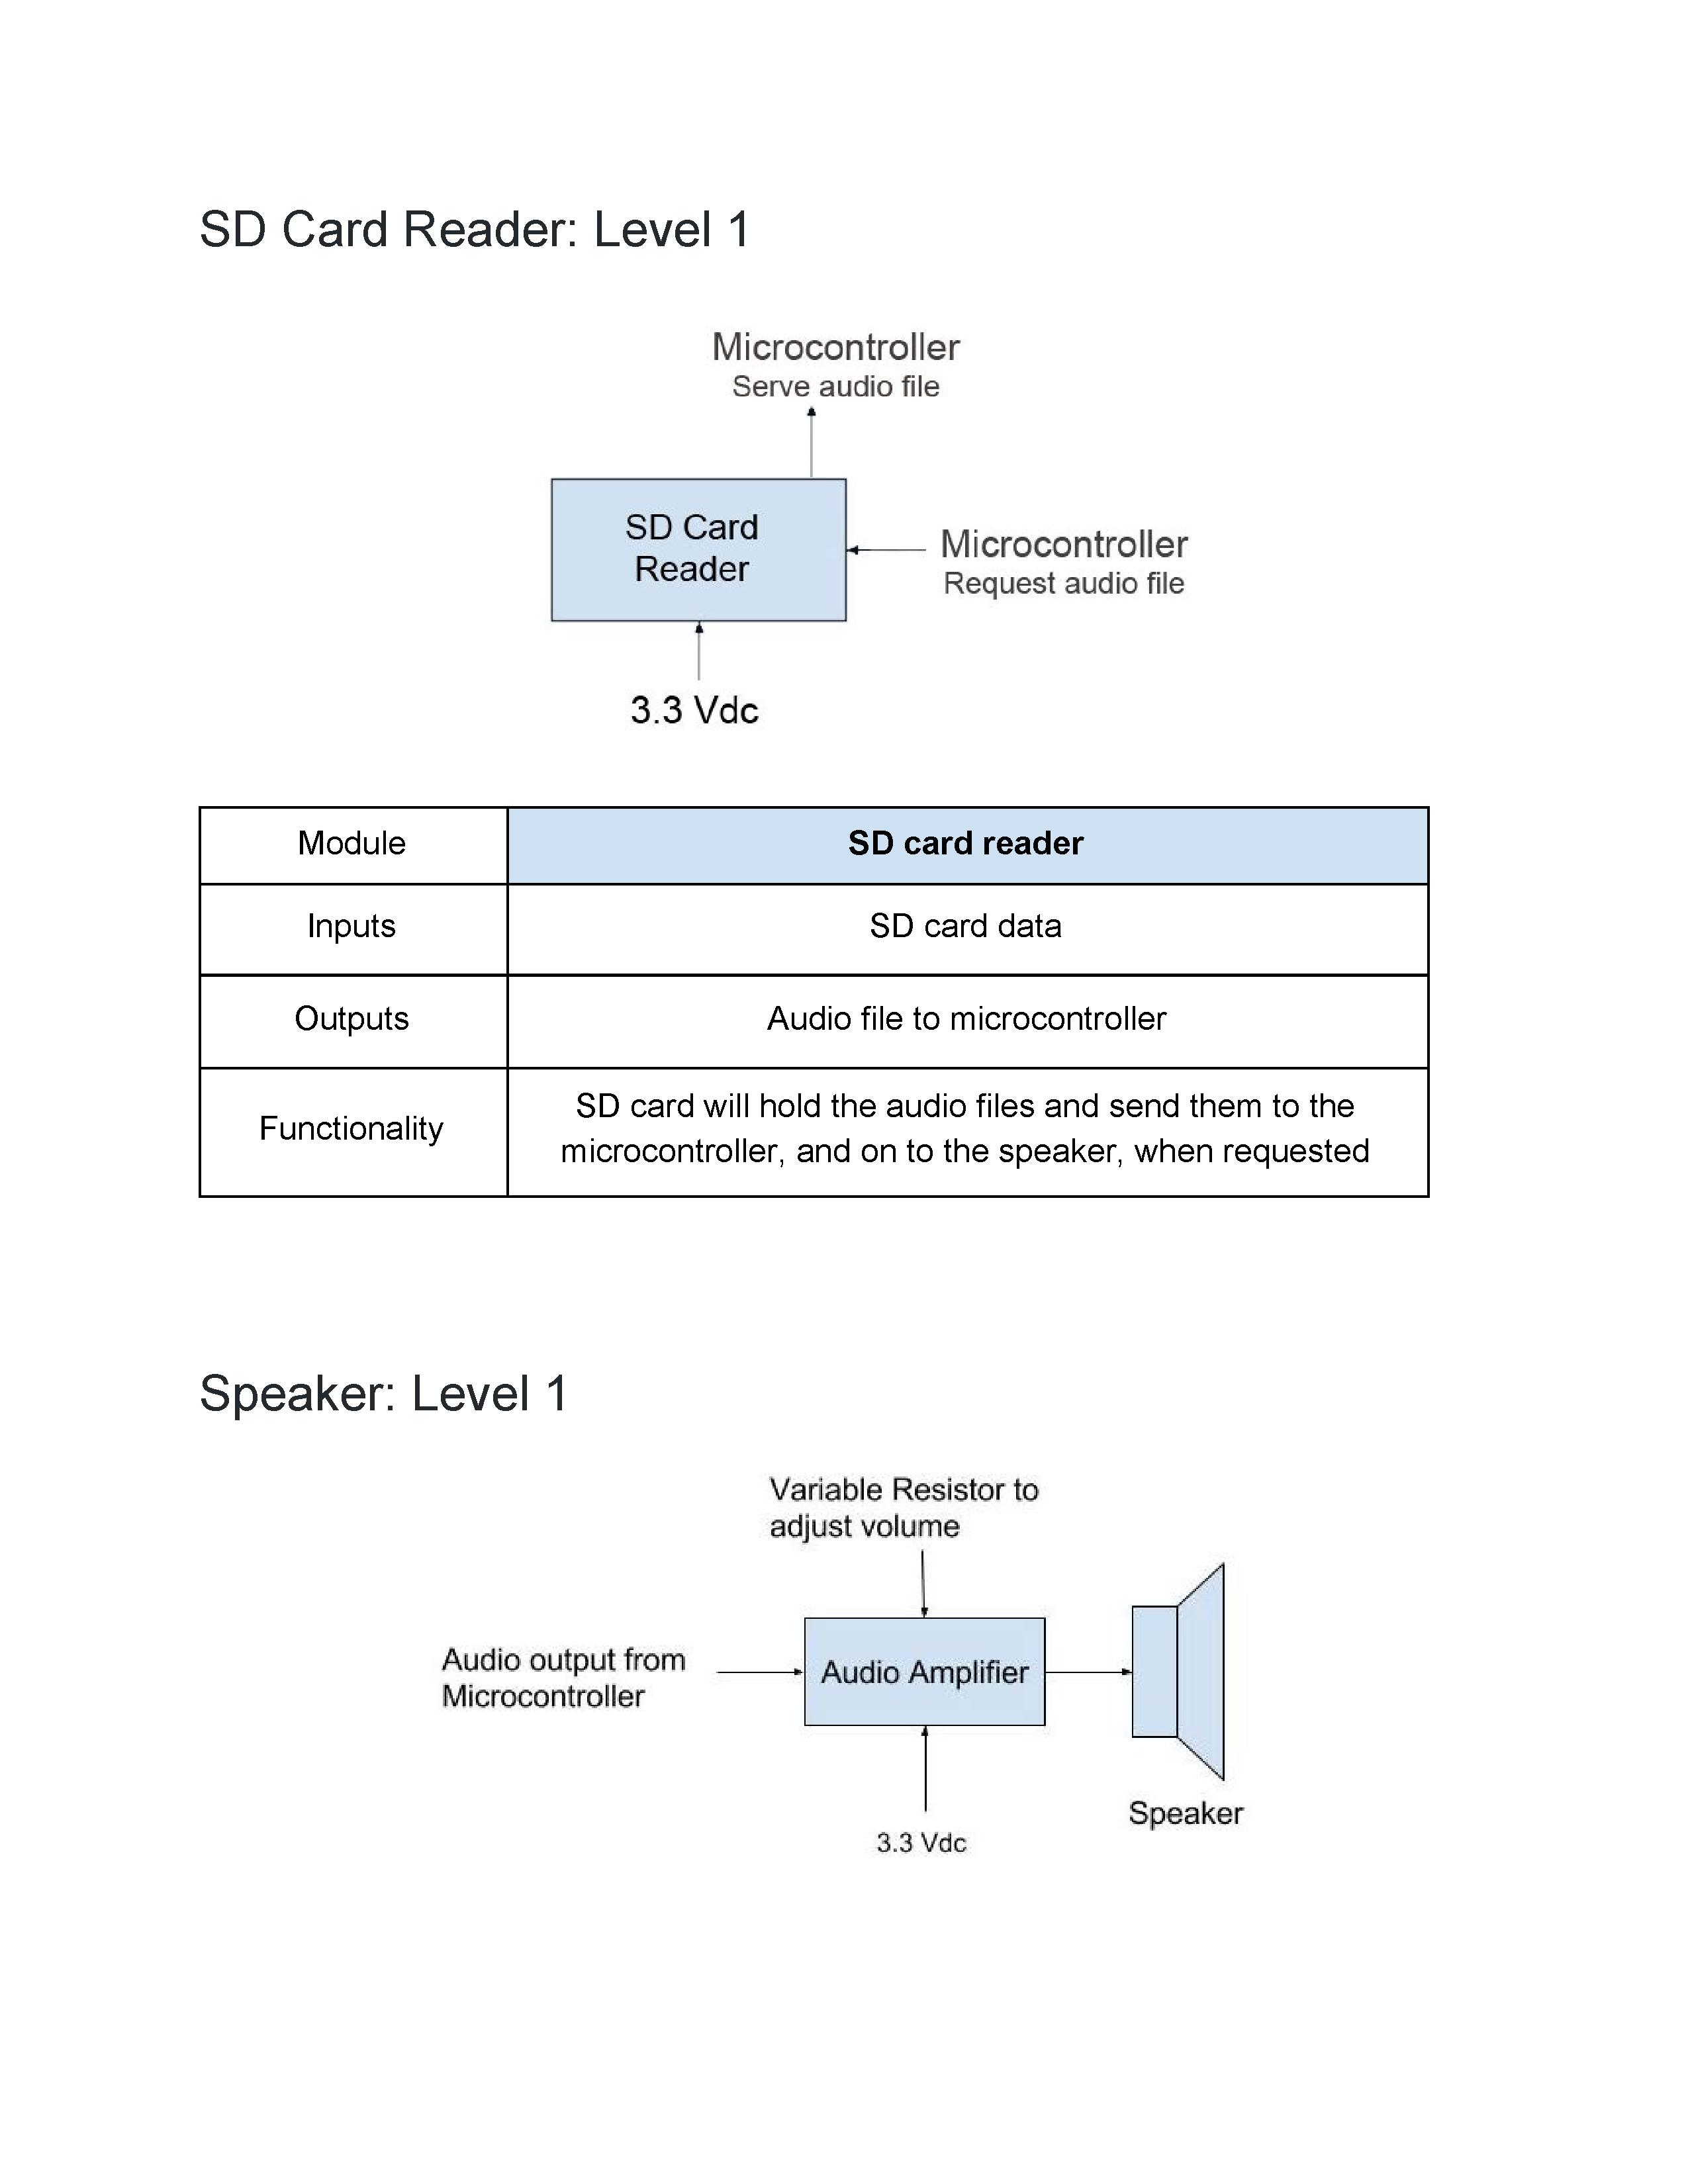 SD Card Reader: Level 1
Microcontroller
Serve audio file
SD Card
Reader
Microcontroller
Request audio file
3.3 Vdc
Module
SD card reader
Inputs
SD card data
Outputs
Audio file to microcontroller
Functionality
SD card will hold the audio files and send them to the
microcontroller, and on to the speaker, when requested
Speaker: Level 1
Variable Resistor to
adjust volume
Audio output from
Microcontroller
Audio Amplifier
Speaker
3.3 Vdc